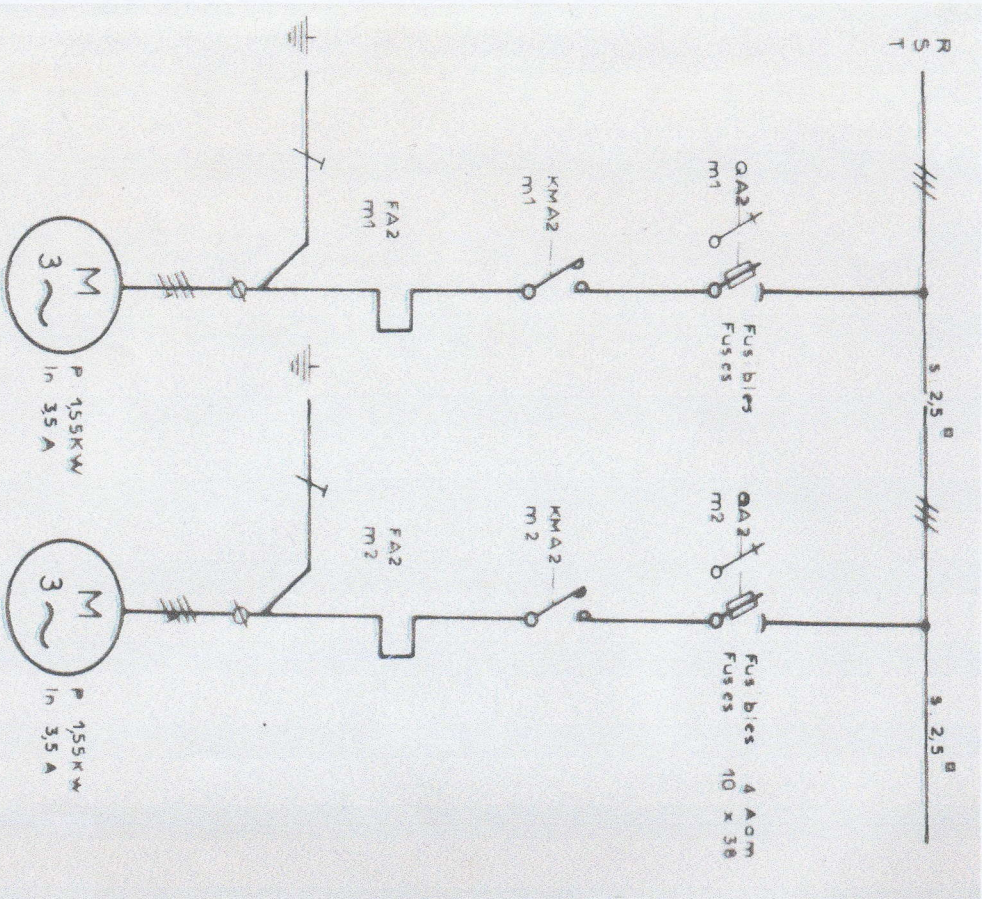 R
S
T
s 2,5 ¤
s 2,5 ¤
QA2
m1
Fusibles
Fuses
QA2
m2
Fusibles 4 Aam
Fuses 10 x 38
KMA2
m1
KMA2
m2
FA2
m1
FA2
m2
M
3 ~
P 1,55KW
In 3,5 A
M
3 ~
P 1,55KW
In 3,5 A